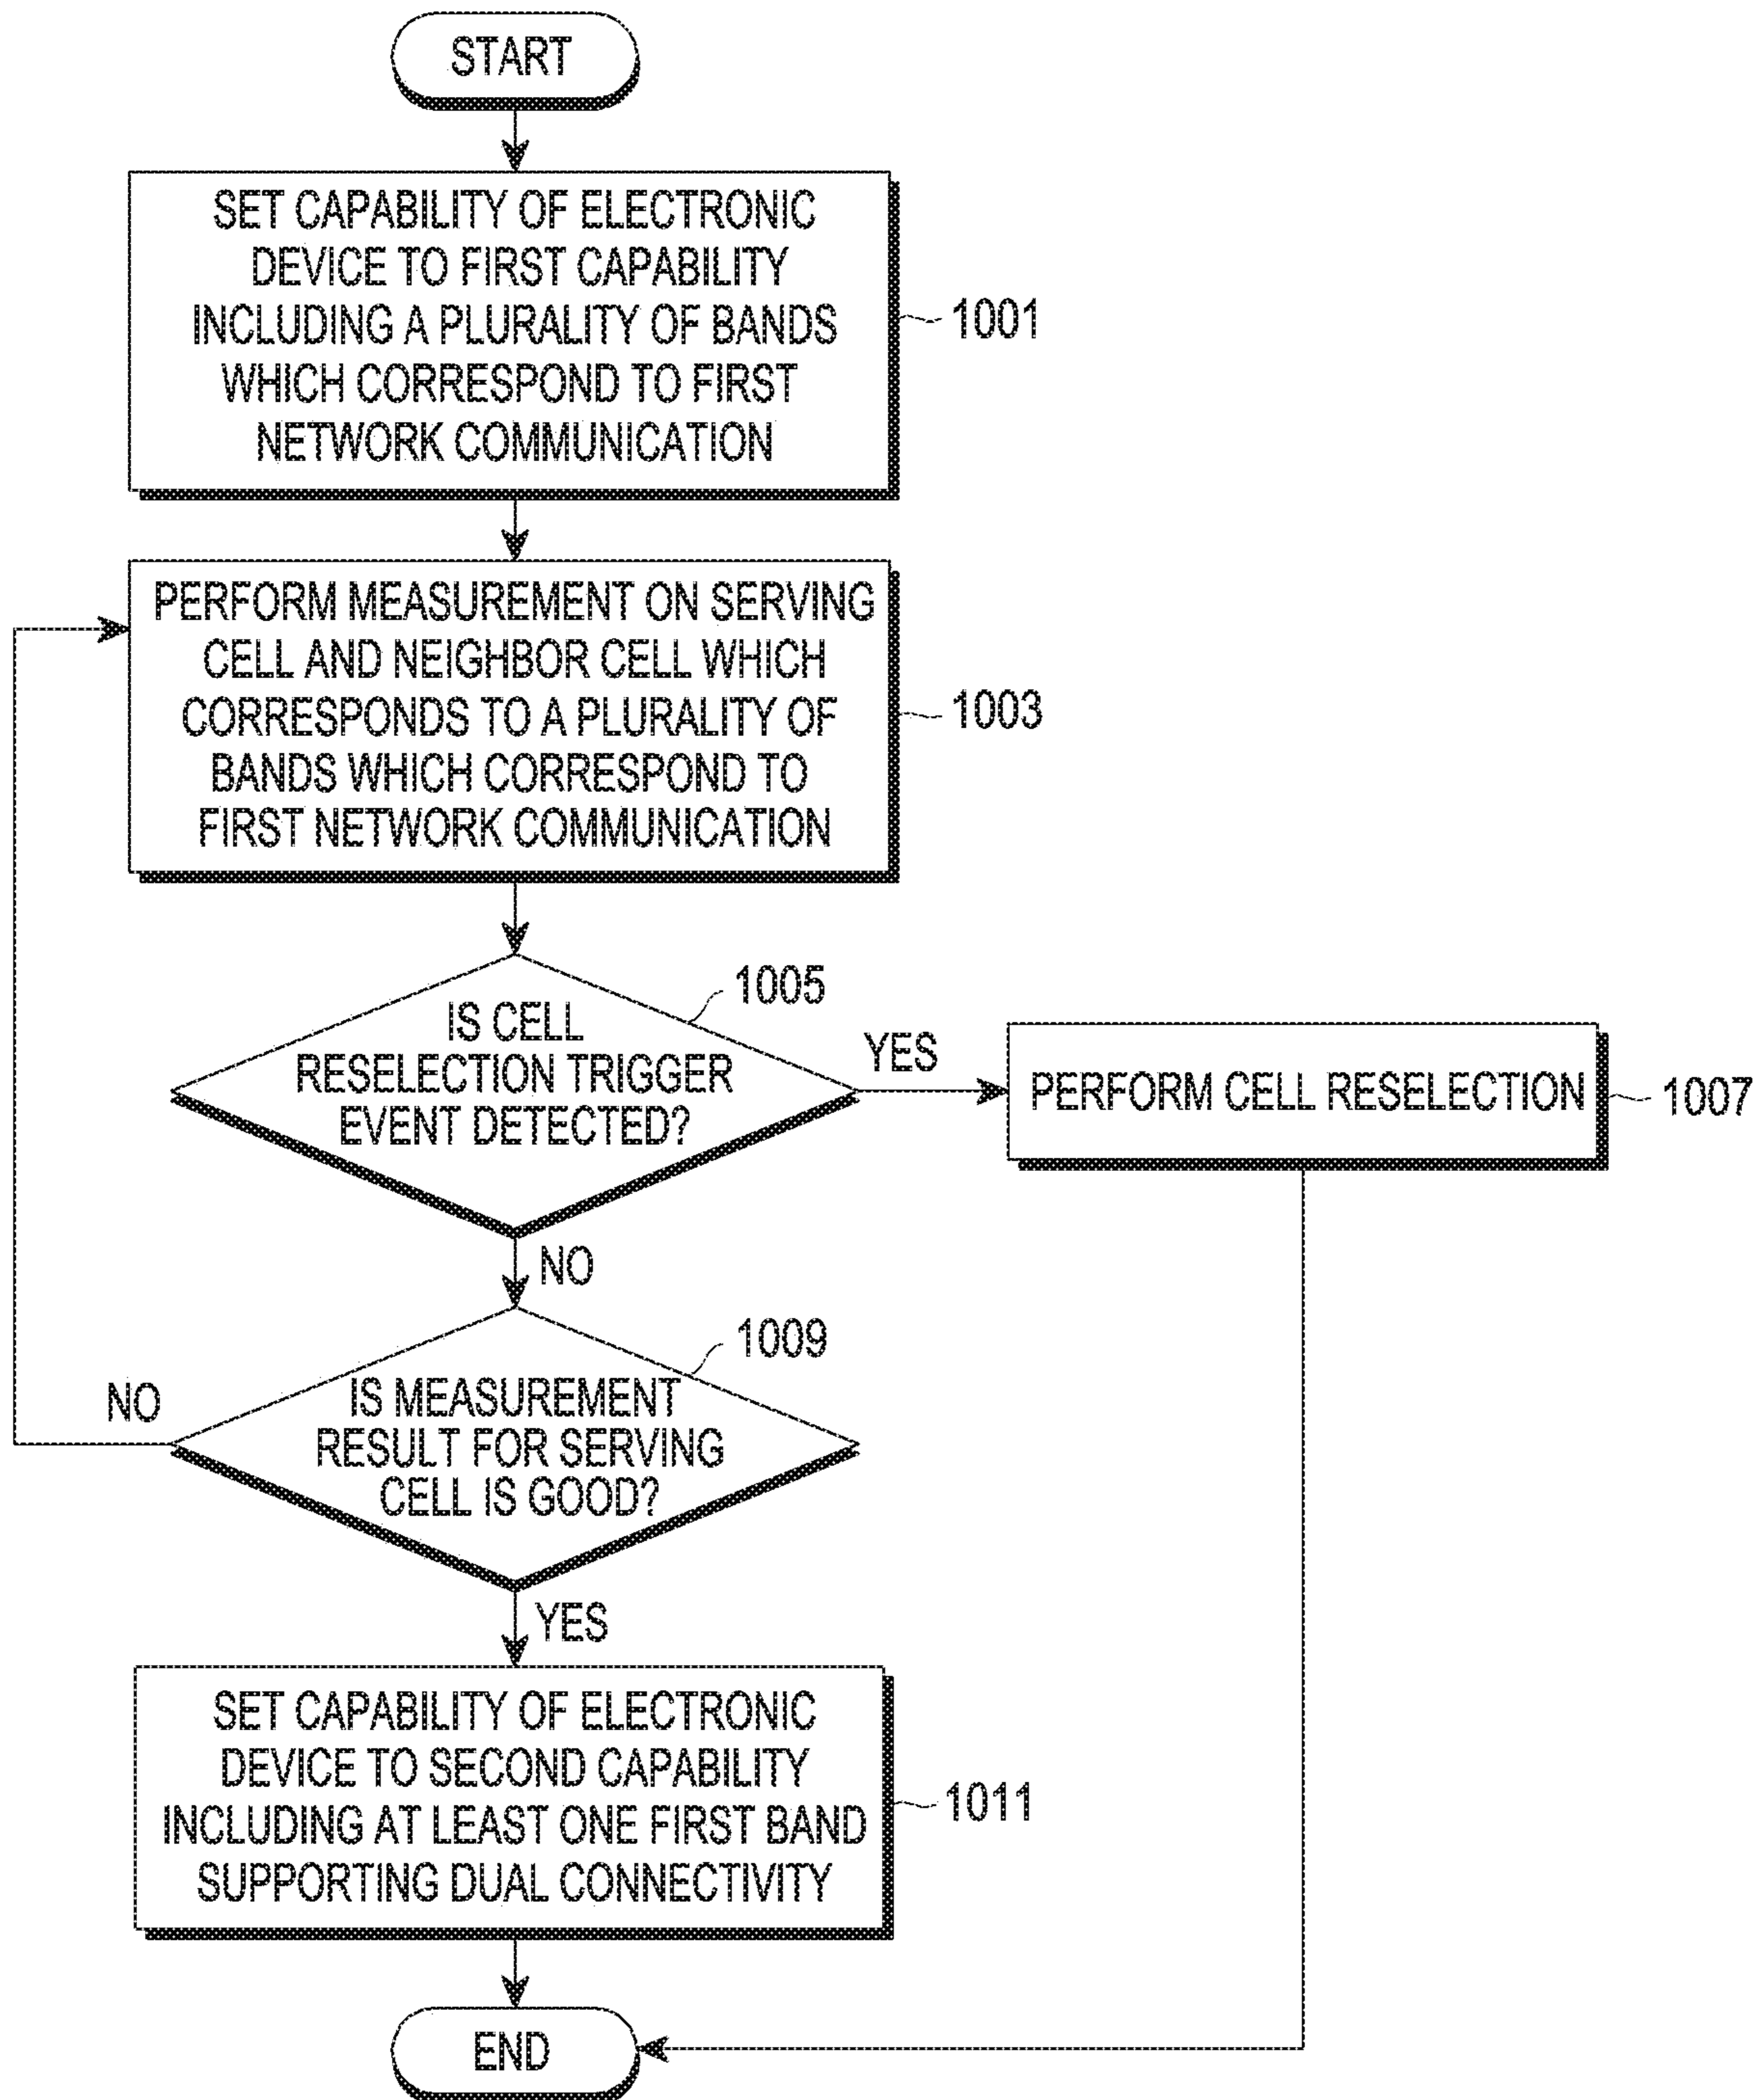 START
SET CAPABILITY OF ELECTRONIC
DEVICE TO FIRST CAPABILITY
INCLUDING A PLURALITY OF BANDS
WHICH CORRESPOND TO FIRST
NETWORK COMMUNICATION
1001
PERFORM MEASUREMENT ON SERVING
CELL AND NEIGHBOR CELL WHICH
CORRESPONDS TO A PLURALITY OF
BANDS WHICH CORRESPOND TO
FIRST NETWORK COMMUNICATION
1003
1005
IS CELL
RESELECTION TRIGGER
EVENT DETECTED?
YES
PERFORM CELL RESELECTION
1007
NO
1009
IS MEASUREMENT
RESULT FOR SERVING
CELL IS GOOD?
NO
YES
SET CAPABILITY OF ELECTRONIC
DEVICE TO SECOND CAPABILITY
INCLUDING AT LEAST ONE FIRST BAND
SUPPORTING DUAL CONNECTIVITY
1011
END